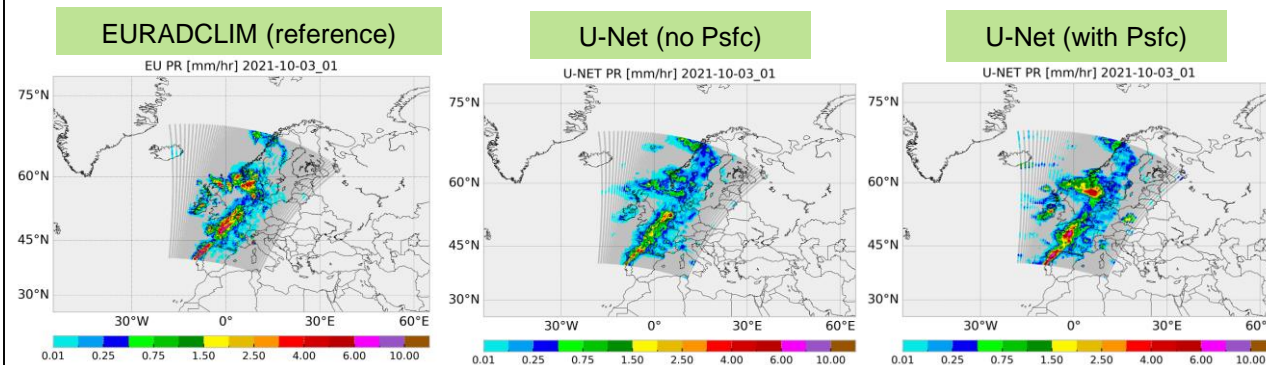 EURADCLIM (reference)
U-Net (no Psfc)
U-Net (with Psfc)
EU PR [mm/hr] 2021-10-03_01
U-NET PR [mm/hr] 2021-10-03_01
U-NET PR [mm/hr] 2021-10-03_01
75°N
60°N
45°N
30°N
30°W 0° 30°E 60°E
0.01 0.25 0.75 1.50 2.50 4.00 6.00 10.00
75°N
60°N
45°N
30°N
30°W 0° 30°E 60°E
0.01 0.25 0.75 1.50 2.50 4.00 6.00 10.00
75°N
60°N
45°N
30°N
30°W 0° 30°E 60°E
0.01 0.25 0.75 1.50 2.50 4.00 6.00 10.00